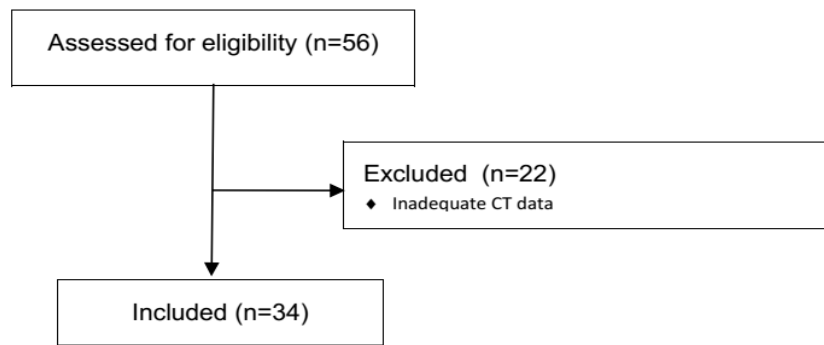 Assessed for eligibility (n=56)
Excluded (n=22)
♦ Inadequate CT data
Included (n=34)